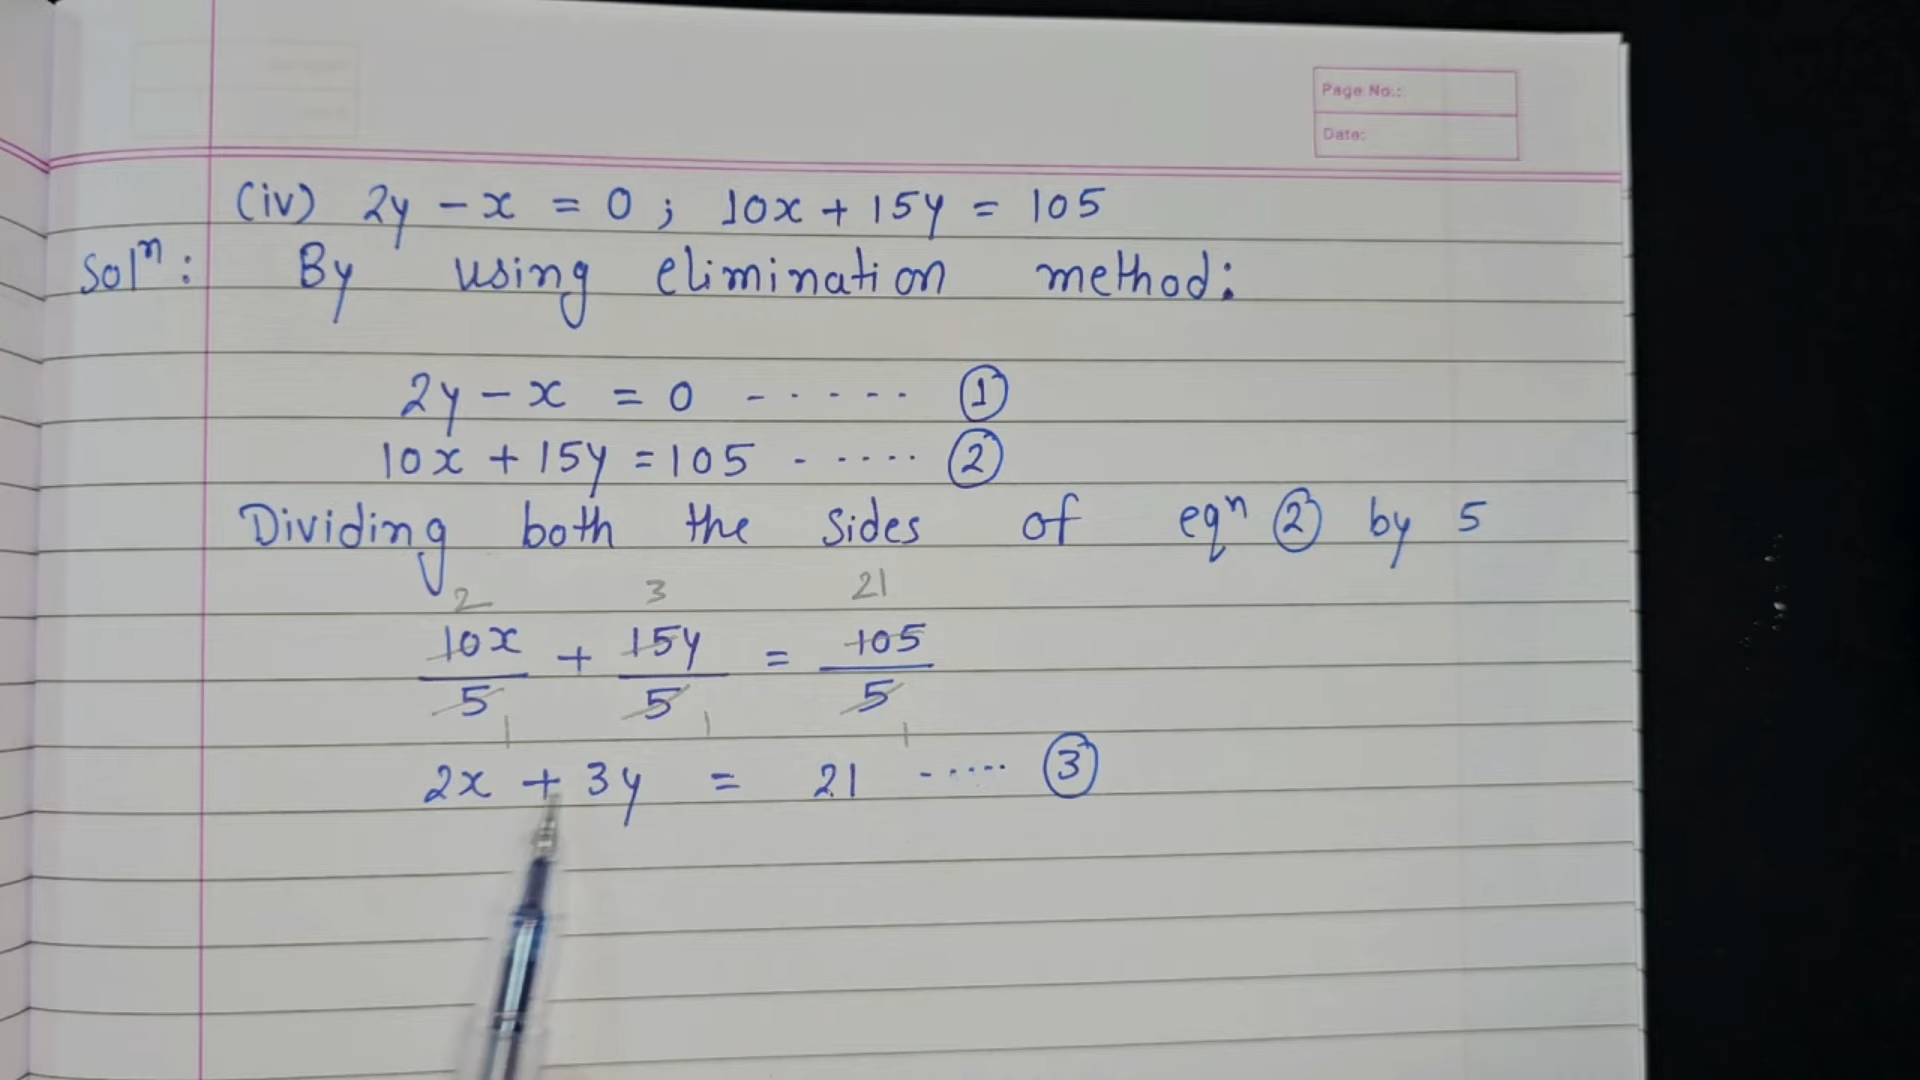 Page No.:
Date:
(iv) 2y - x = 0 ; 10x + 15y = 105
Solⁿ : By using elimination method:
2y - x = 0 - · · · · · ①
10x + 15y = 105 - · · · · · ②
Dividing both the sides of eqⁿ ② by 5
2 3 21
10x/5 + 15y/5 = 105/5
1 1 1
2x + 3y = 21 - · · · · ③